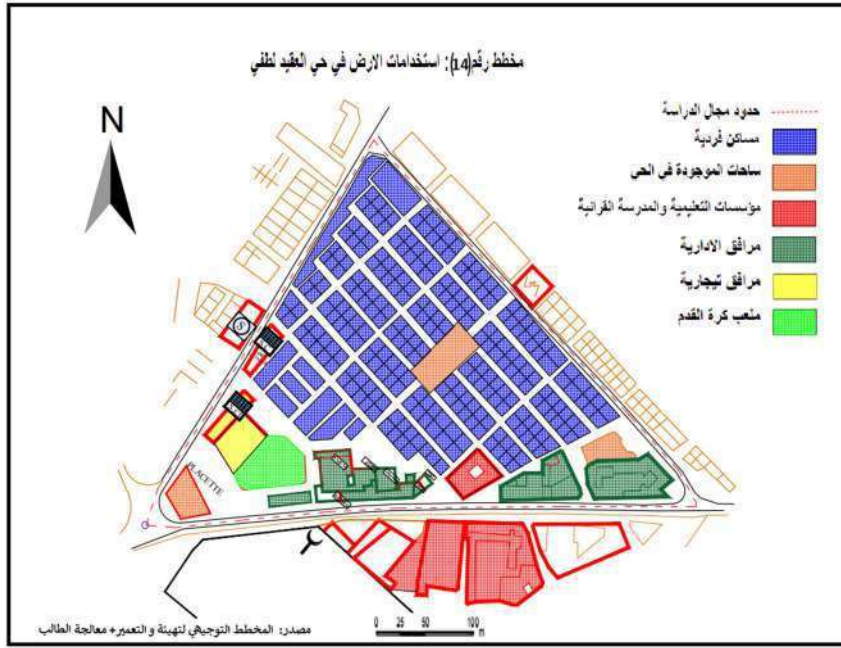 مخطط رقم(14): استخدامات الارض في حي العقيد لطفي
N
حدود مجال الدراسة
مساكن فردية
ساحات الموجودة في الحي
مؤسسات التعليمية والمدرسة القرانية
مرافق الادارية
مرافق تيجارية
ملعب كرة القدم
PLACETTE
0 25 50 100
m
مصدر: المخطط التوجيهي لتهيئة و التعمير+ معالجة الطالب